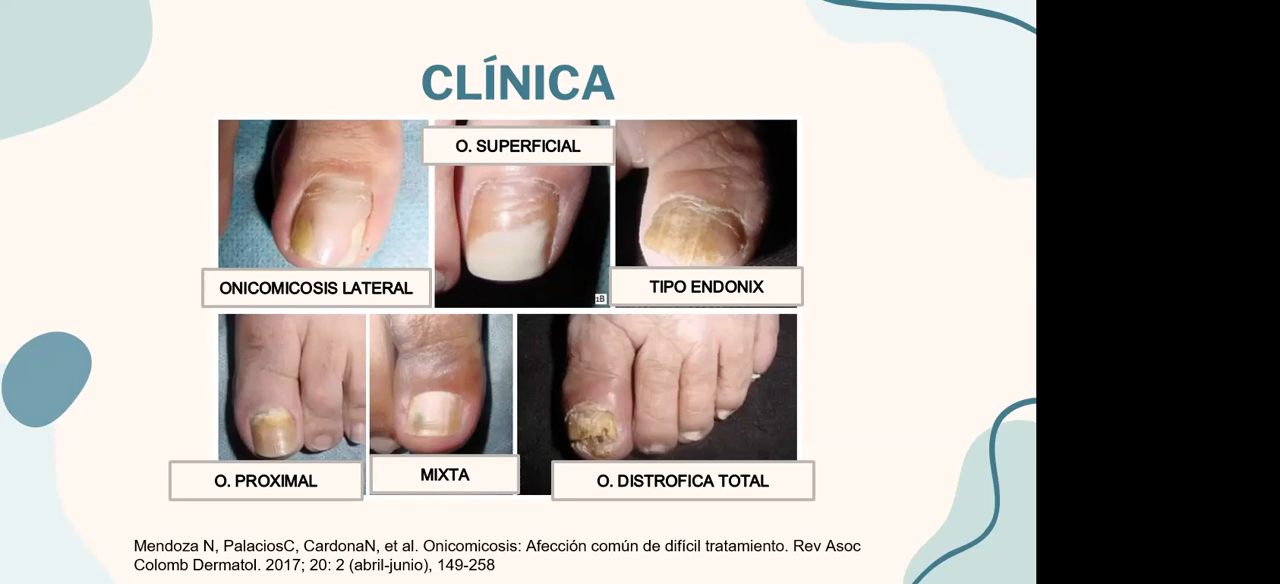 CLÍNICA
O. SUPERFICIAL
ONICOMICOSIS LATERAL
TIPO ENDONIX
1B
O. PROXIMAL
MIXTA
O. DISTROFICA TOTAL
Mendoza N, PalaciosC, CardonaN, et al. Onicomicosis: Afección común de difícil tratamiento. Rev Asoc
Colomb Dermatol. 2017; 20: 2 (abril-junio), 149-258